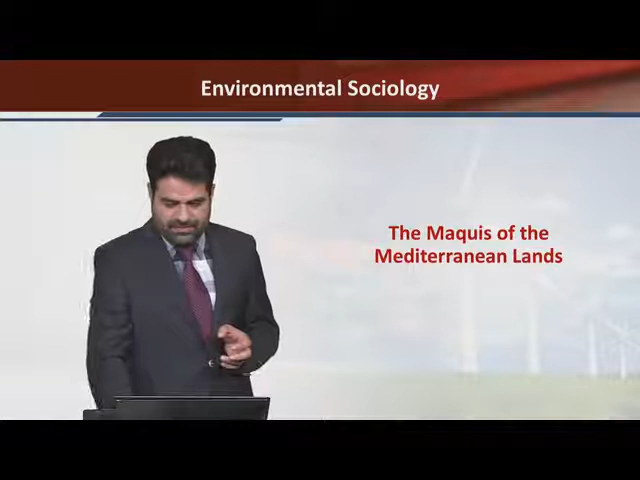 Environmental Sociology
The Maquis of the
Mediterranean Lands